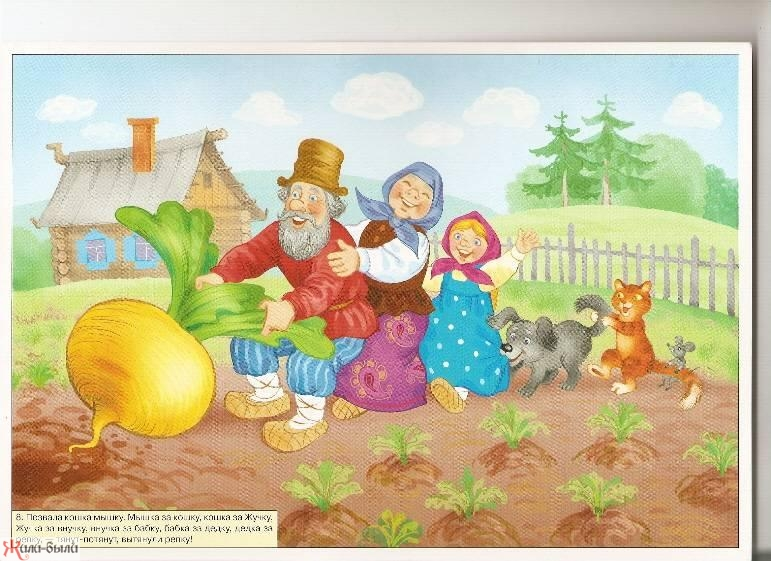 8. Позвала кошка мышку. Мышка за кошку, кошка за Жучку,
Жучка за внучку, внучка за бабку, бабка за дедку, дедка за
репку, — тянут-потянут, вытянули репку!
Жили-были